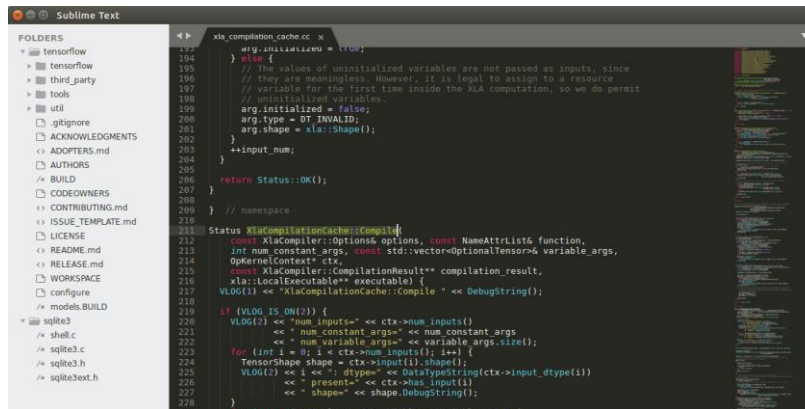 Sublime Text
FOLDERS
tensorflow
tensorflow
third_party
tools
util
.gitignore
ACKNOWLEDGMENTS
ADOPTERS.md
AUTHORS
BUILD
CODEOWNERS
CONTRIBUTING.md
ISSUE_TEMPLATE.md
LICENSE
README.md
RELEASE.md
WORKSPACE
configure
models.BUILD
sqlite3
shell.c
sqlite3.c
sqlite3.h
sqlite3ext.h
xla_compilation_cache.cc x
193 arg.initialized = true;
194 } else {
195 // The values of uninitialized variables are not passed as inputs, since
196 // they are meaningless. However, it is legal to assign to a resource
197 // variable for the first time inside the XLA computation, so we do permit
198 // uninitialized variables.
199 arg.initialized = false;
200 arg.type = DT_INVALID;
201 arg.shape = xla::Shape();
202 }
203 ++input_num;
204 }
205
206 return Status::OK();
207 }
208
209 } // namespace
210
211 Status XlaCompilationCache::Compile(
212 const XlaCompiler::Options& options, const NameAttrList& function,
213 int num_constant_args, const std::vector<OptionalTensor>& variable_args,
214 OpKernelContext* ctx,
215 const XlaCompiler::CompilationResult** compilation_result,
216 xla::LocalExecutable** executable) {
217 VLOG(1) << "XlaCompilationCache::Compile " << DebugString();
218
219 if (VLOG_IS_ON(2)) {
220 VLOG(2) << "num_inputs=" << ctx->num_inputs()
221 << " num_constant_args=" << num_constant_args
222 << " num_variable_args=" << variable_args.size();
223 for (int i = 0; i < ctx->num_inputs(); i++) {
224 TensorShape shape = ctx->input(i).shape();
225 VLOG(2) << i << ": dtype=" << DataTypeString(ctx->input_dtype(i))
226 << " present=" << ctx->has_input(i)
227 << " shape=" << shape.DebugString();
228 }